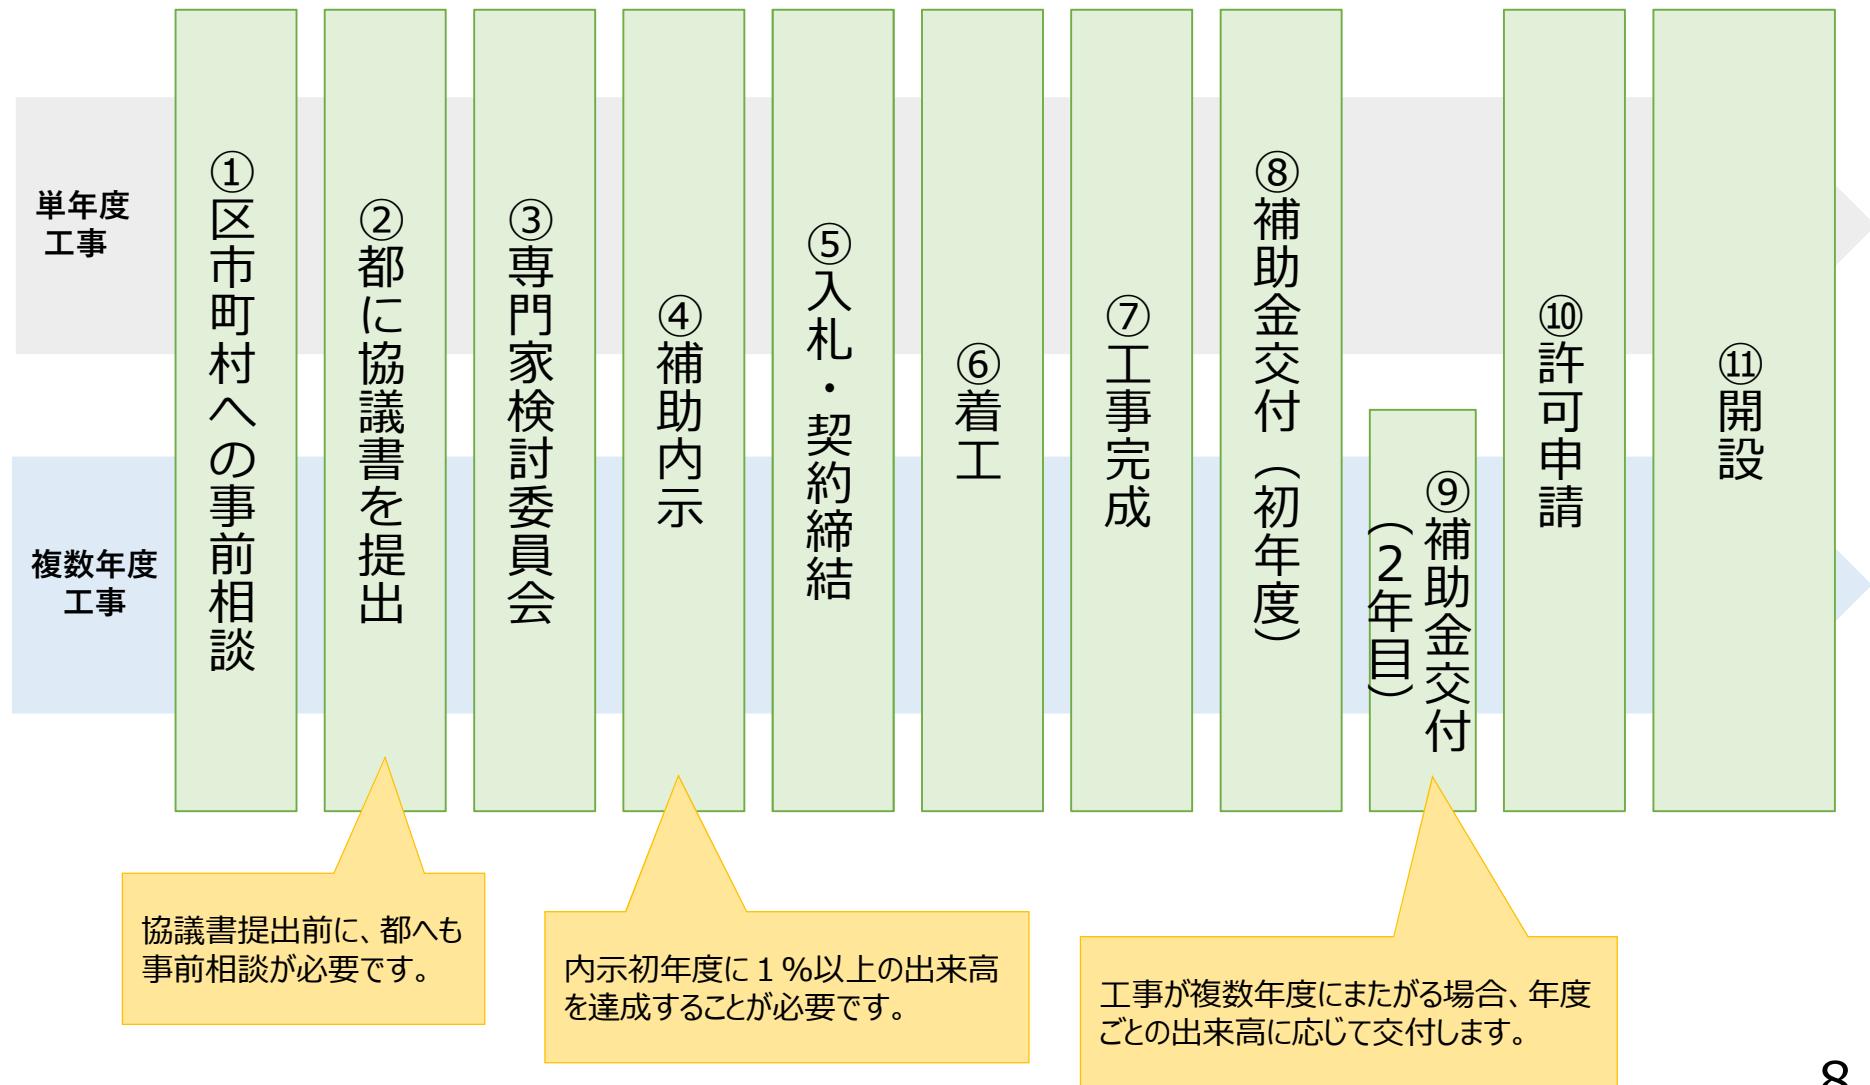 単年度
工事
複数年度
工事
①区市町村への事前相談
②都に協議書を提出
③専門家検討委員会
④補助内示
⑤入札・契約締結
⑥着工
⑦工事完成
⑧補助金交付（初年度）
⑨補助金交付
（2年目）
⑩許可申請
⑪開設
協議書提出前に、都へも
事前相談が必要です。
内示初年度に１%以上の出来高
を達成することが必要です。
工事が複数年度にまたがる場合、年度
ごとの出来高に応じて交付します。
8